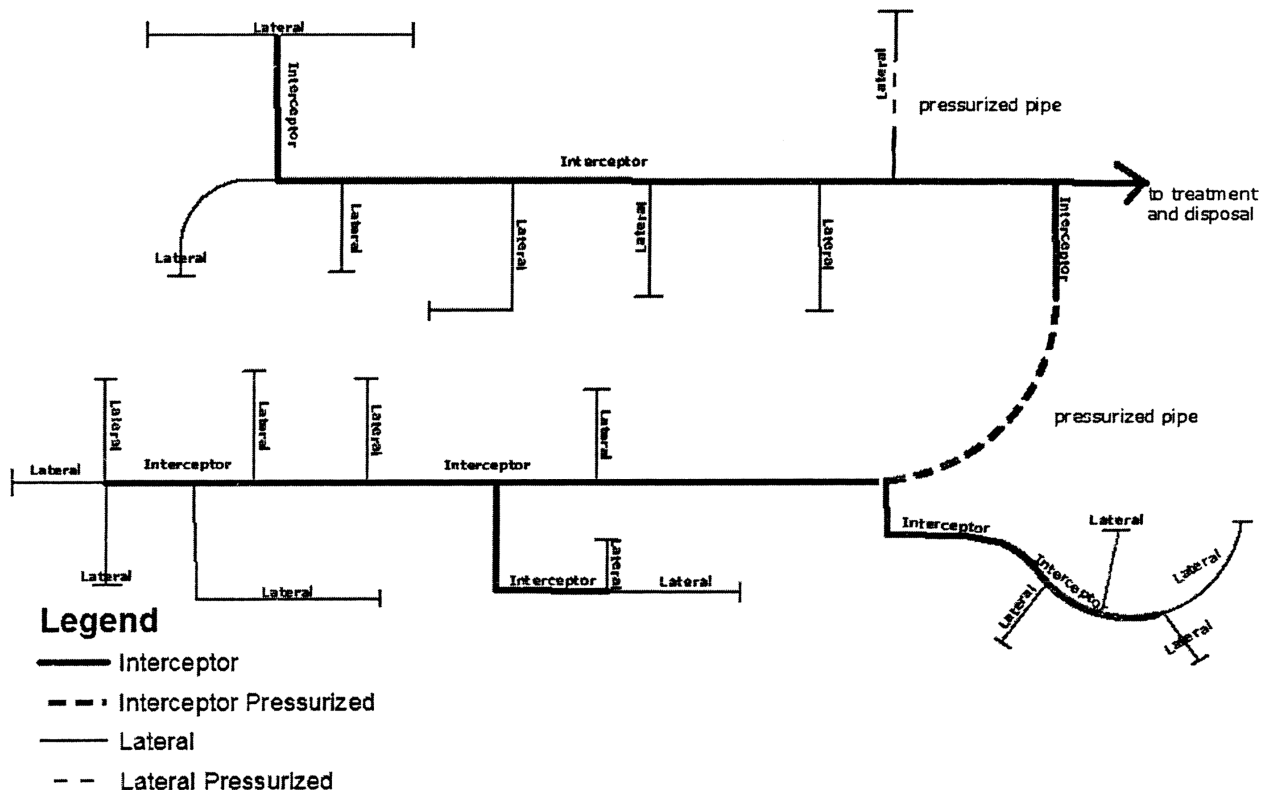 Lateral
Lateral
Interceptor
pressurized pipe
Interceptor
to treatment
and disposal
Lateral
Lateral
Lateral
Lateral
Interceptor
Lateral
Lateral
Lateral
Lateral
Lateral
pressurized pipe
Lateral
Interceptor
Interceptor
Lateral
Interceptor
Lateral
Lateral
Interceptor
Lateral
Lateral
Interceptor
Lateral
Lateral
Lateral
Lateral
Legend
Interceptor
Interceptor Pressurized
Lateral
Lateral Pressurized